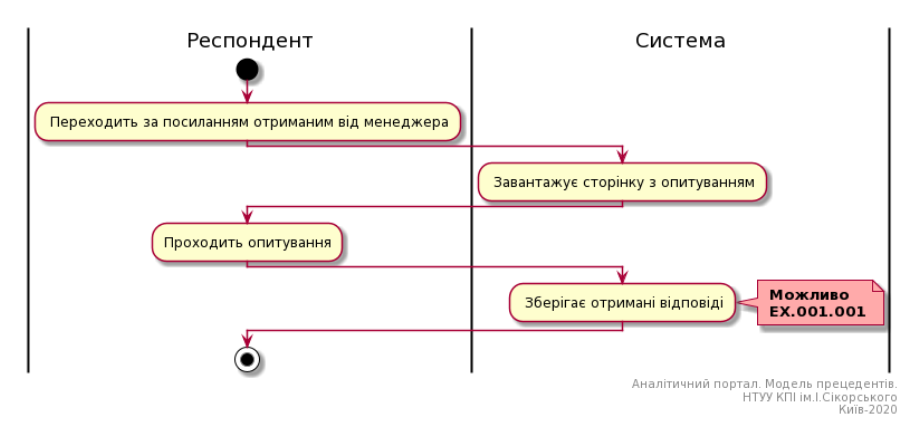 Респондент
Система
Переходить за посиланням отриманим від менеджера
Завантажує сторінку з опитуванням
Проходить опитування
Зберігає отримані відповіді
Можливо
EX.001.001
Аналітичний портал. Модель прецедентів.
НТУУ КПІ ім.І.Сікорського
Київ-2020